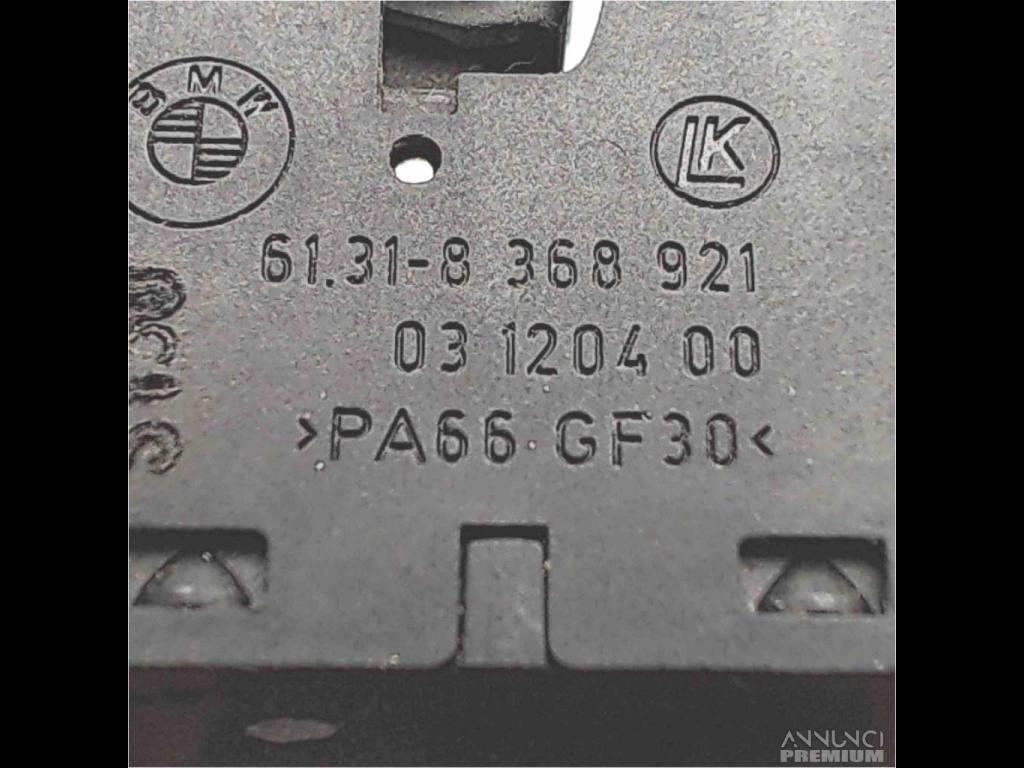 BMW
LK
61.31-8 368 921
03 1204 00
>PA66 GF30<
ANNUNCI
PREMIUM